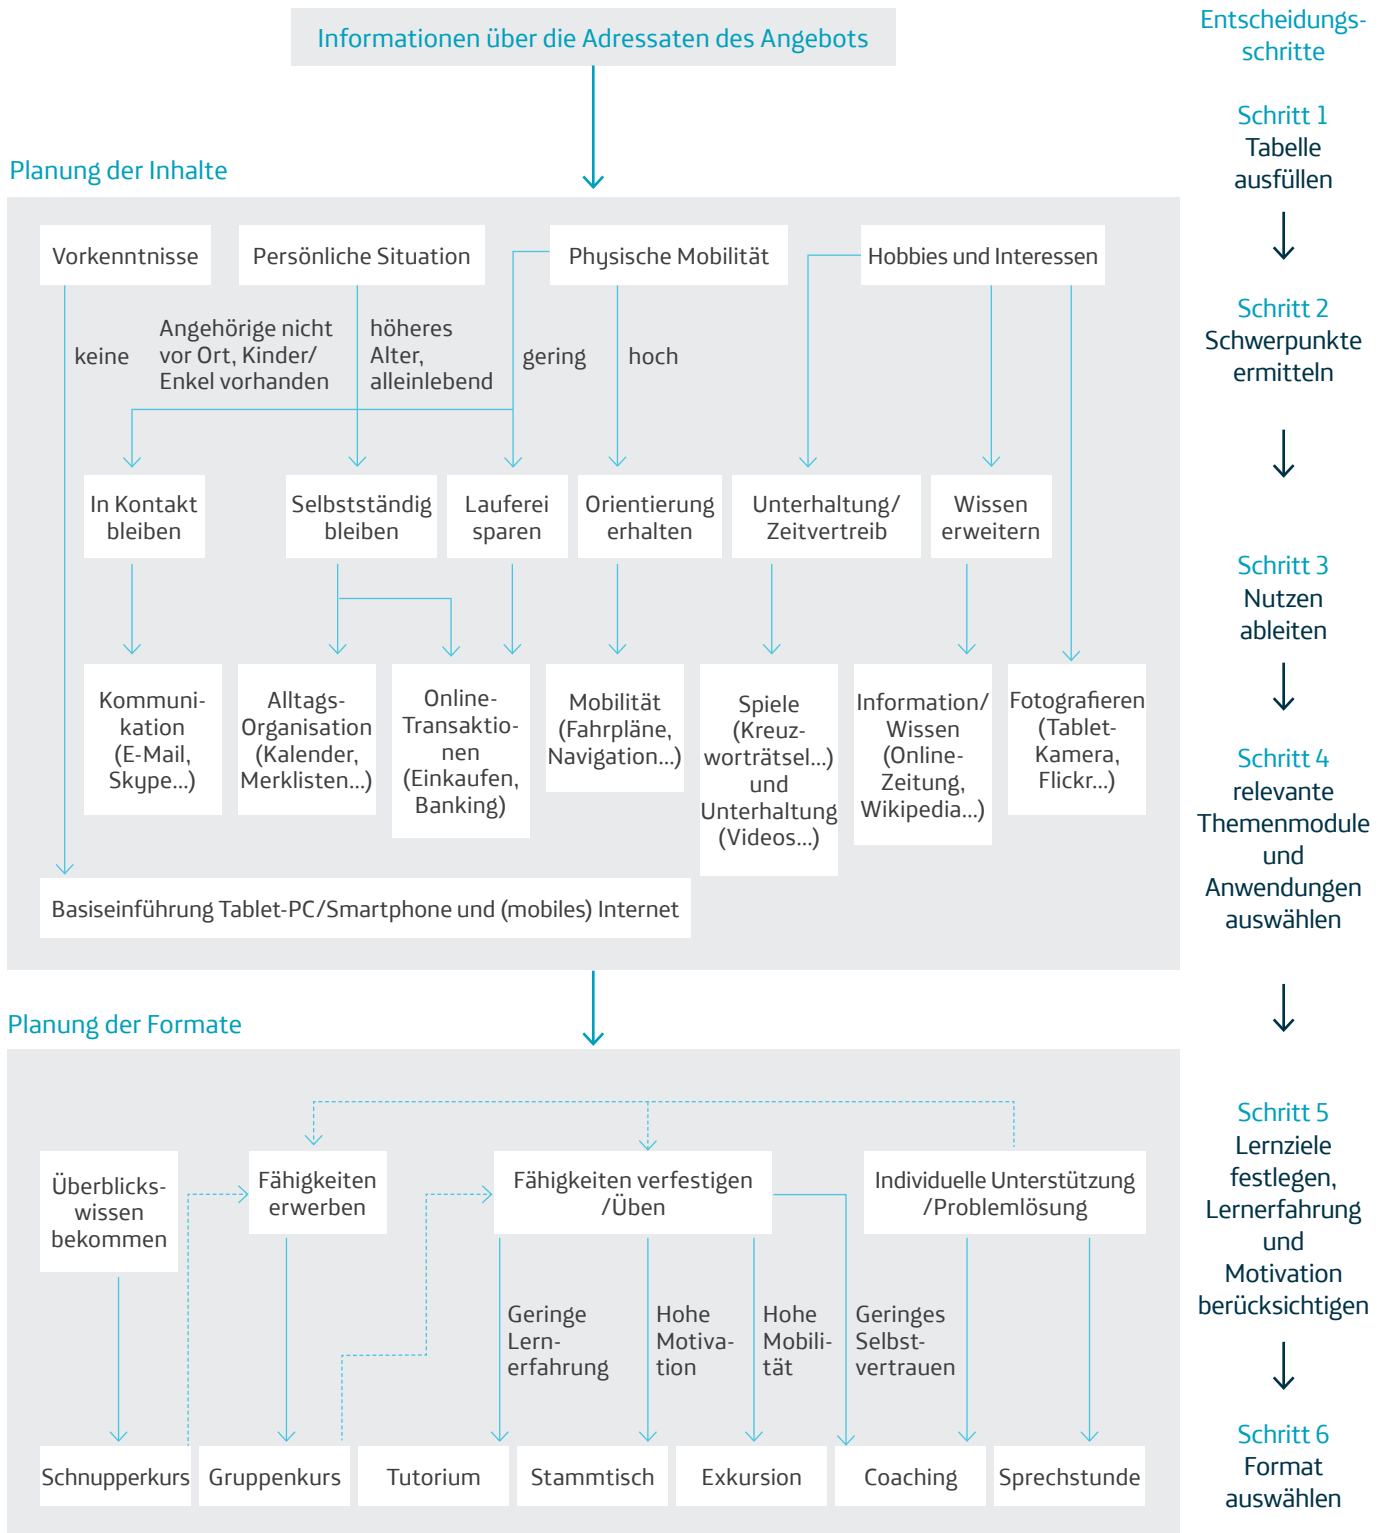 Informationen über die Adressaten des Angebots
Entscheidungs-
schritte
Schritt 1
Tabelle
ausfüllen
Planung der Inhalte
Vorkenntnisse
Persönliche Situation
Physische Mobilität
Hobbies und Interessen
keine
Angehörige nicht
vor Ort, Kinder/
Enkel vorhanden
höheres
Alter,
alleinlebend
gering
hoch
Schritt 2
Schwerpunkte
ermitteln
In Kontakt
bleiben
Selbstständig
bleiben
Lauferei
sparen
Orientierung
erhalten
Unterhaltung/
Zeitvertreib
Wissen
erweitern
Schritt 3
Nutzen
ableiten
Kommuni-
kation
(E-Mail,
Skype...)
Alltags-
Organisation
(Kalender,
Merklisten...)
Online-
Transaktio-
nen
(Einkaufen,
Banking)
Mobilität
(Fahrpläne,
Navigation...)
Spiele
(Kreuz-
worträtsel...)
und
Unterhaltung
(Videos...)
Information/
Wissen
(Online-
Zeitung,
Wikipedia...)
Fotografieren
(Tablet-
Kamera,
Flickr...)
Schritt 4
relevante
Themenmodule
und
Anwendungen
auswählen
Basiseinführung Tablet-PC/Smartphone und (mobiles) Internet
Planung der Formate
Überblicks-
wissen
bekommen
Fähigkeiten
erwerben
Fähigkeiten verfestigen
/Üben
Individuelle Unterstützung
/Problemlösung
Schritt 5
Lernziele
festlegen,
Lernerfahrung
und
Motivation
berücksichtigen
Geringe
Lern-
erfahrung
Hohe
Motiva-
tion
Hohe
Mobili-
tät
Geringes
Selbst-
vertrauen
Schnupperkurs
Gruppenkurs
Tutorium
Stammtisch
Exkursion
Coaching
Sprechstunde
Schritt 6
Format
auswählen